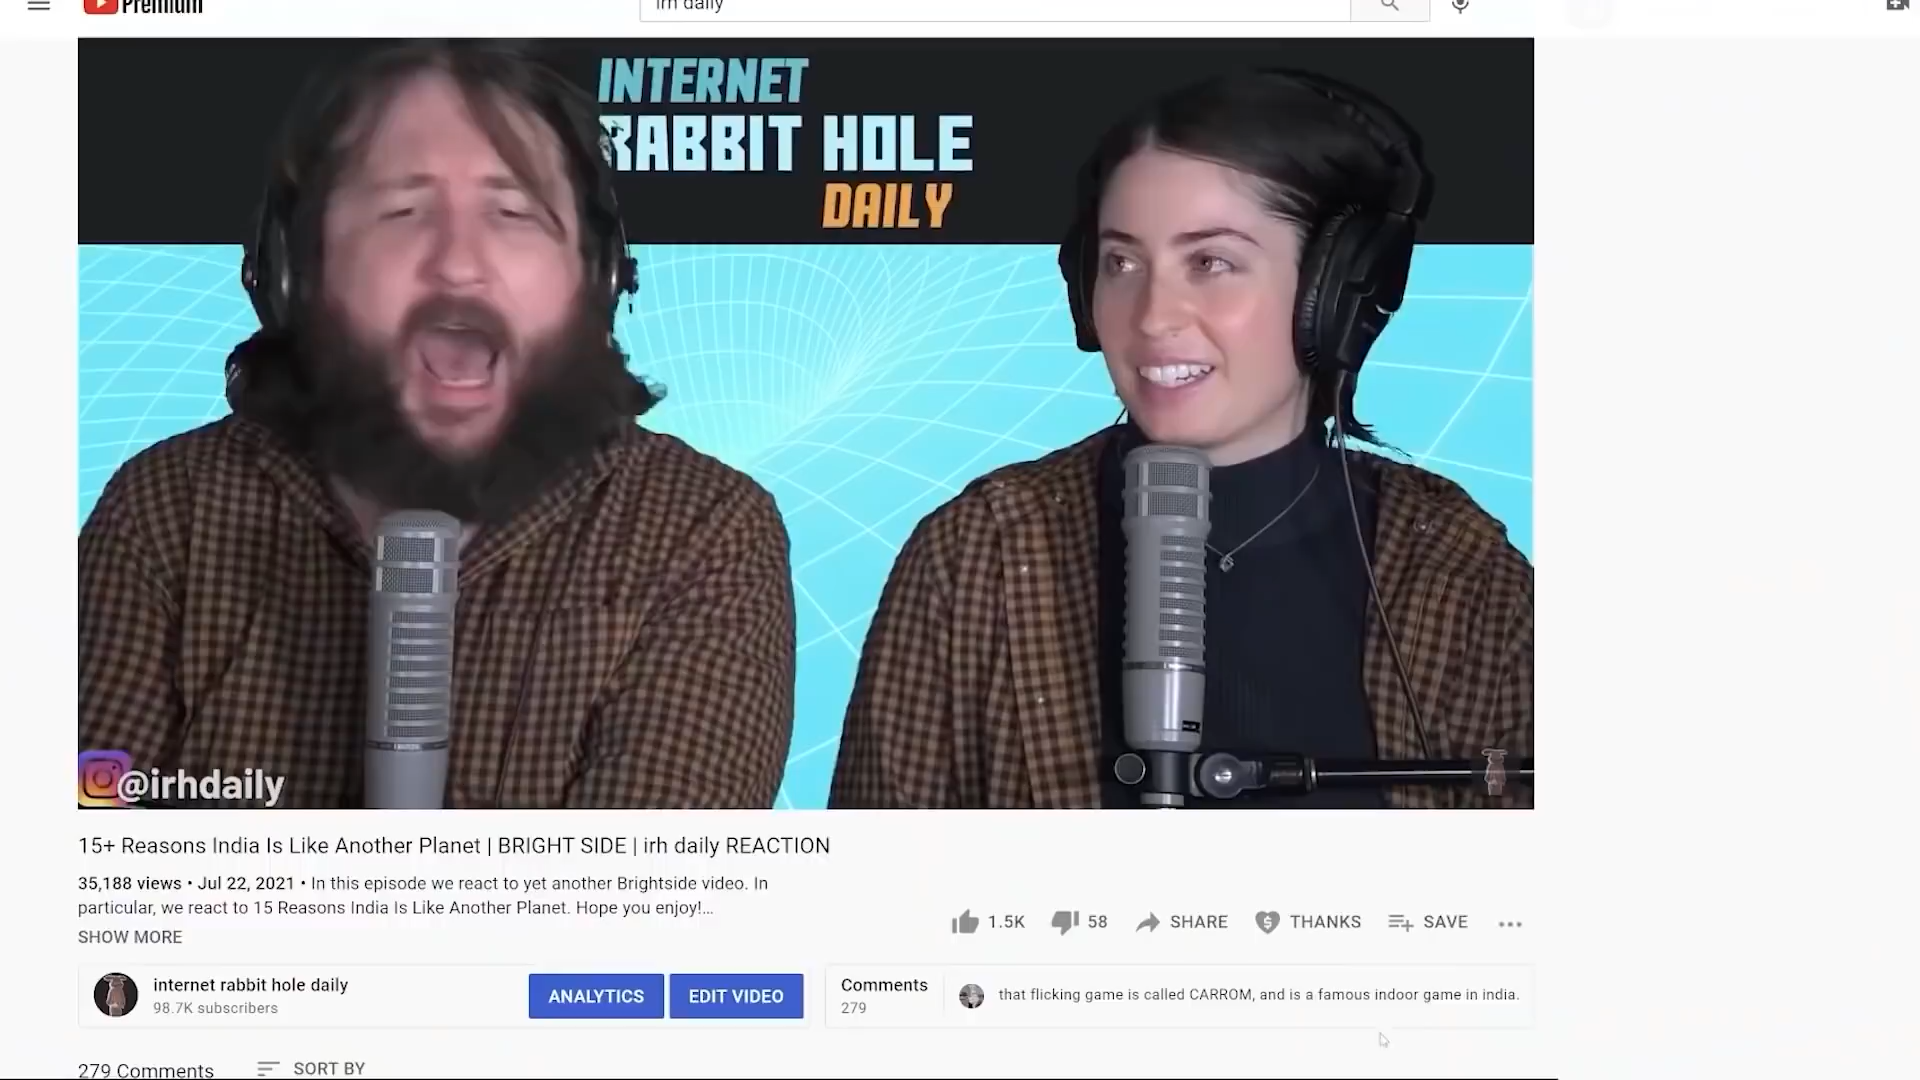 Premium
irh daily
INTERNET
RABBIT HOLE
DAILY
@irhdaily
15+ Reasons India Is Like Another Planet | BRIGHT SIDE | irh daily REACTION
35,188 views • Jul 22, 2021 • In this episode we react to yet another Brightside video. In
particular, we react to 15 Reasons India Is Like Another Planet. Hope you enjoy!...
SHOW MORE
1.5K 58 SHARE THANKS SAVE
internet rabbit hole daily
98.7K subscribers
ANALYTICS EDIT VIDEO
Comments
279
that flicking game is called CARROM, and is a famous indoor game in india.
279 Comments SORT BY